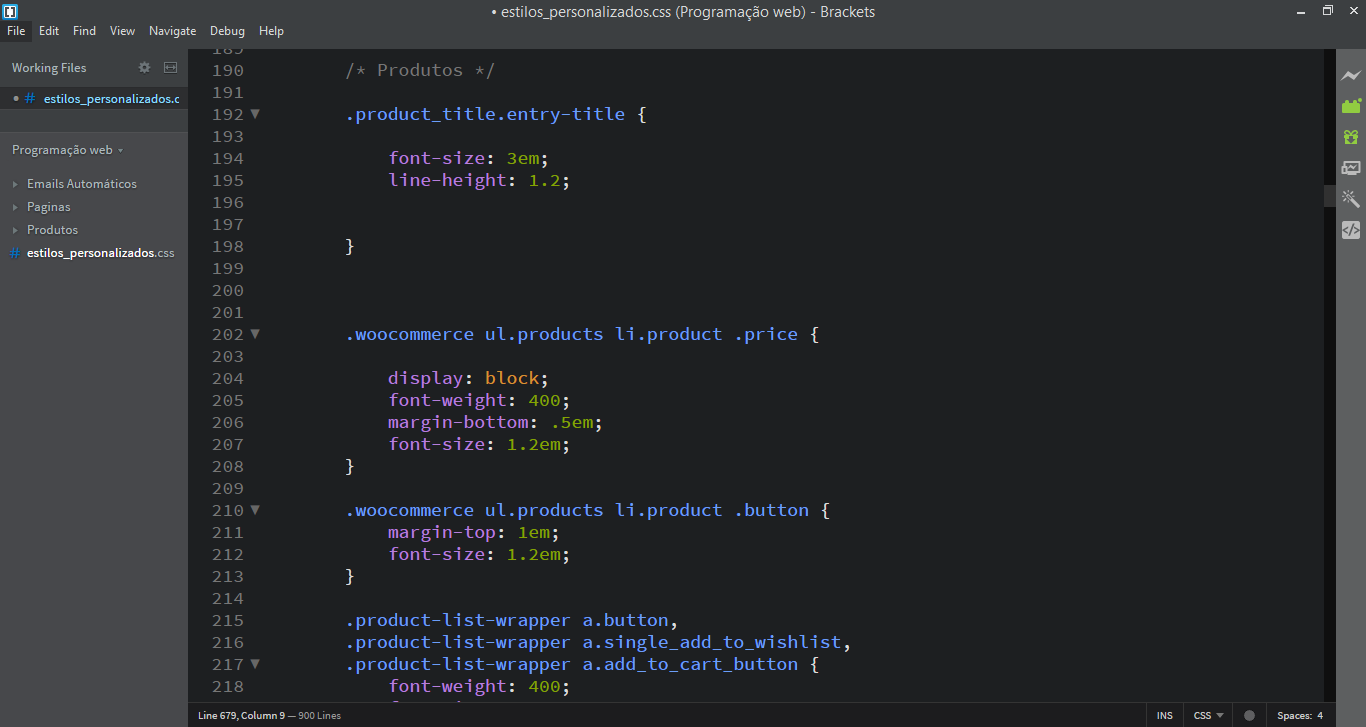 • estilos_personalizados.css (Programação web) - Brackets
File Edit Find View Navigate Debug Help
Working Files
• # estilos_personalizados.c
Programação web
Emails Automáticos
Paginas
Produtos
# estilos_personalizados.css
189
190 /* Produtos */
191
192 .product_title.entry-title {
193
194 font-size: 3em;
195 line-height: 1.2;
196
197
198 }
199
200
201
202 .woocommerce ul.products li.product .price {
203
204 display: block;
205 font-weight: 400;
206 margin-bottom: .5em;
207 font-size: 1.2em;
208 }
209
210 .woocommerce ul.products li.product .button {
211 margin-top: 1em;
212 font-size: 1.2em;
213 }
214
215 .product-list-wrapper a.button,
216 .product-list-wrapper a.single_add_to_wishlist,
217 .product-list-wrapper a.add_to_cart_button {
218 font-weight: 400;
Line 679, Column 9 — 900 Lines
INS CSS Spaces: 4